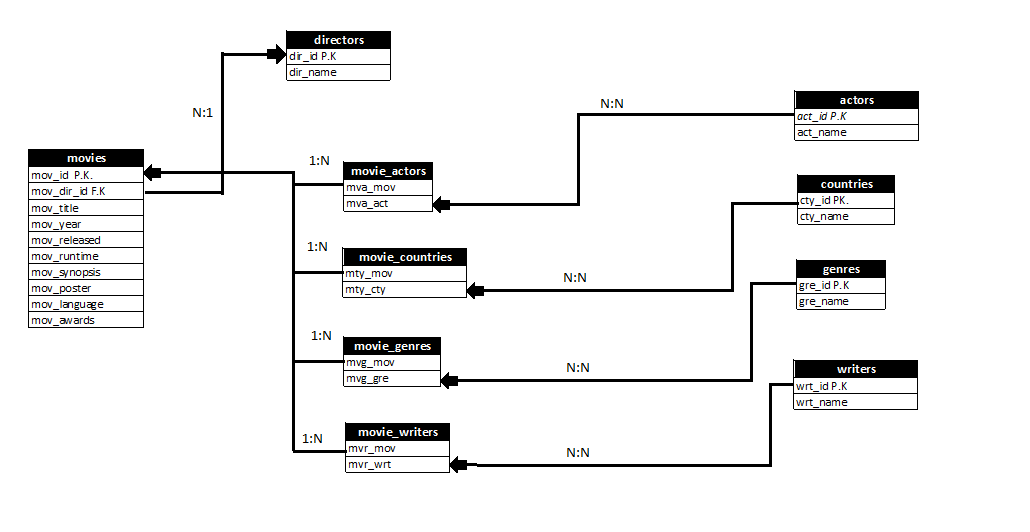 directors
dir_id P.K
dir_name
N:1
N:N
actors
act_id P.K
act_name
movies
mov_id  P.K.
mov_dir_id F.K
mov_title
mov_year
mov_released
mov_runtime
mov_synopsis
mov_poster
mov_language
mov_awards
1:N
movie_actors
mva_mov
mva_act
countries
cty_id PK.
cty_name
1:N
movie_countries
mty_mov
mty_cty
N:N
genres
gre_id P.K
gre_name
1:N
movie_genres
mvg_mov
mvg_gre
N:N
writers
wrt_id P.K
wrt_name
1:N
movie_writers
mvr_mov
mvr_wrt
N:N